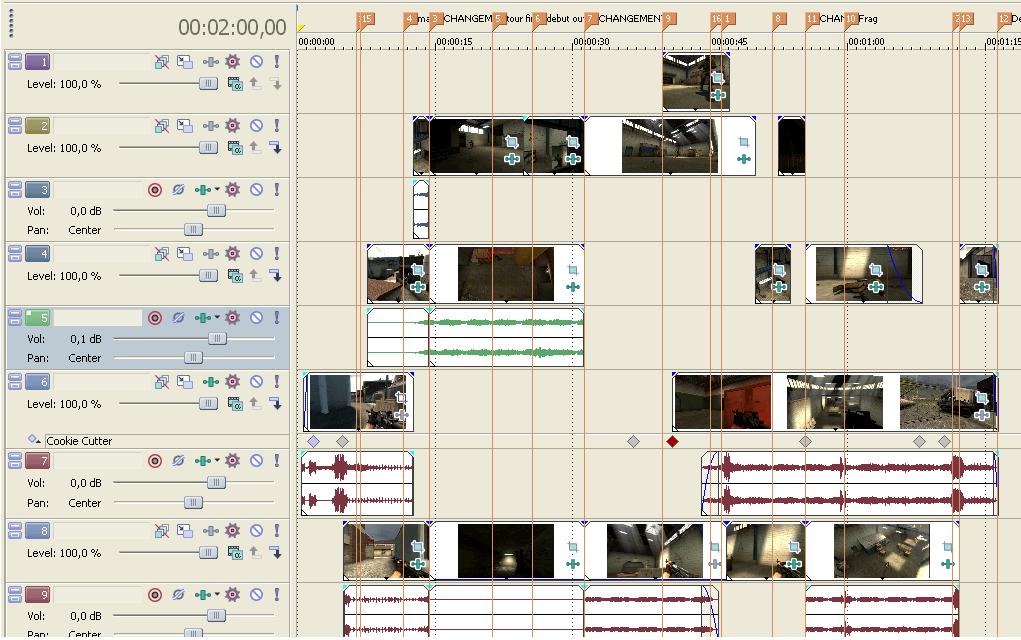 15 4 ma CHANGEM tour fi debut ou CHANGEMENT 5 6 7 9 16 8 11 CHAN 10 Frag 2 13 12 De
00:02:00,00
00:00:00 00:00:15 00:00:30 00:00:45 00:01:00 00:01:15
1
Level: 100,0 %
2
Level: 100,0 %
3
Vol: 0,0 dB
Pan: Center
4
Level: 100,0 %
5
Vol: 0,1 dB
Pan: Center
6
Level: 100,0 %
Cookie Cutter
7
Vol: 0,0 dB
Pan: Center
8
Level: 100,0 %
9
Vol: 0,0 dB
Pan: Center